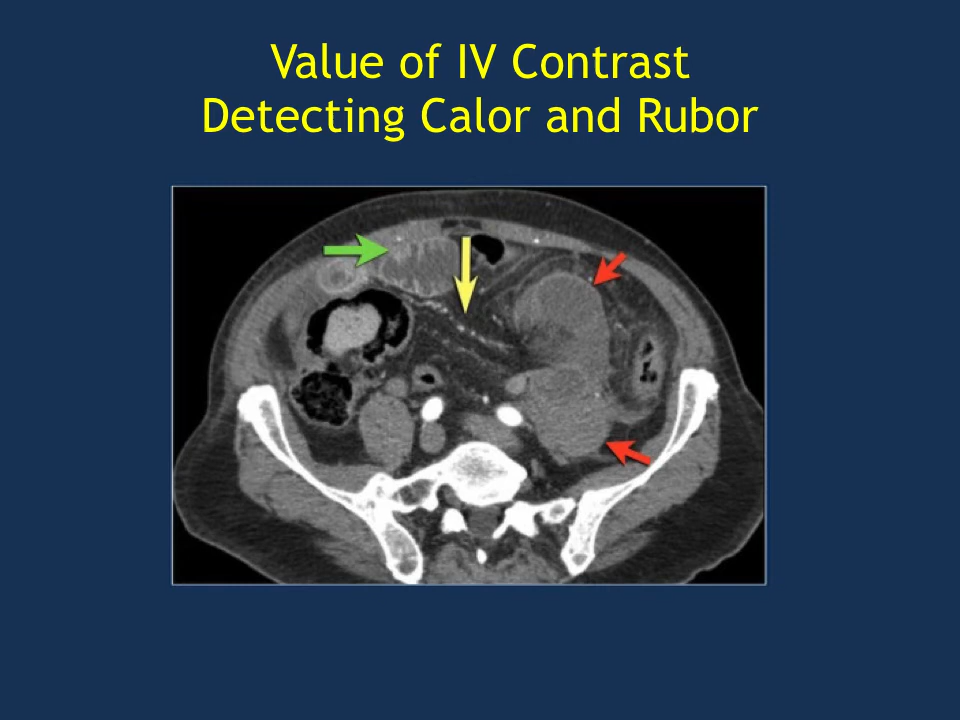 Value of IV Contrast
Detecting Calor and Rubor